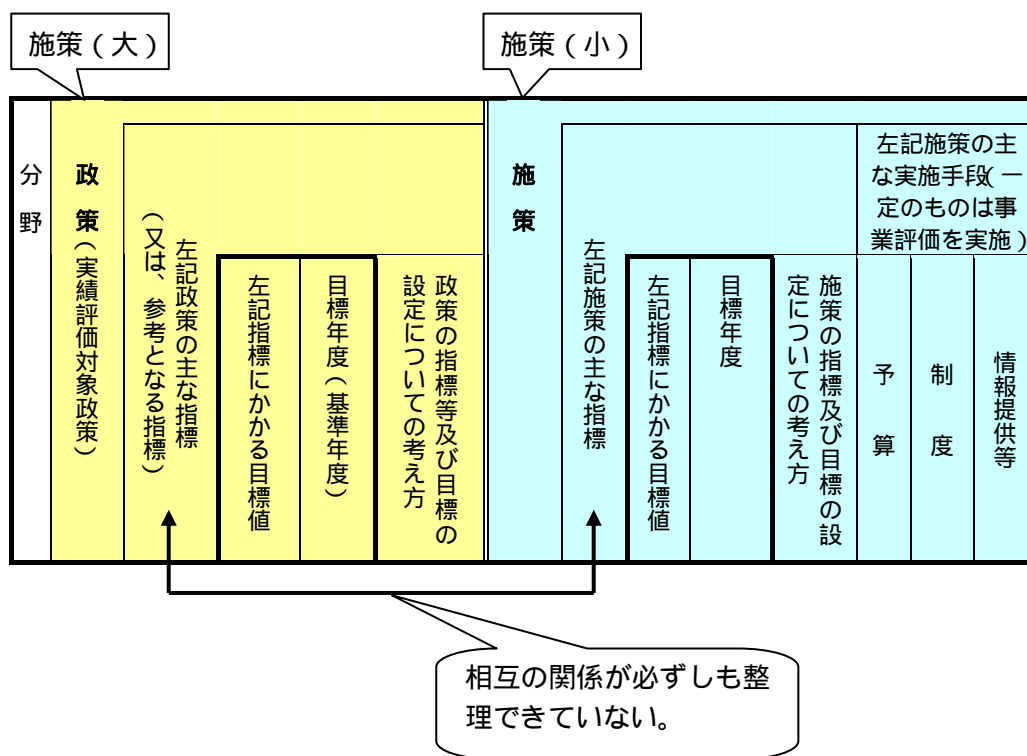 施策（大）
施策（小）
分野
政策（実績評価対象政策）
左記政策の主な指標
（又は、参考となる指標）
左記指標にかかる目標値
目標年度（基準年度）
政策の指標等及び目標の
設定についての考え方
施策
左記施策の主な指標
左記指標にかかる目標値
目標年度
施策の指標及び目標の設
定についての考え方
左記施策の主
な実施手段（一
定のものは事
業評価を実施）
予算
制度
情報提供等
相互の関係が必ずしも整
理できていない。